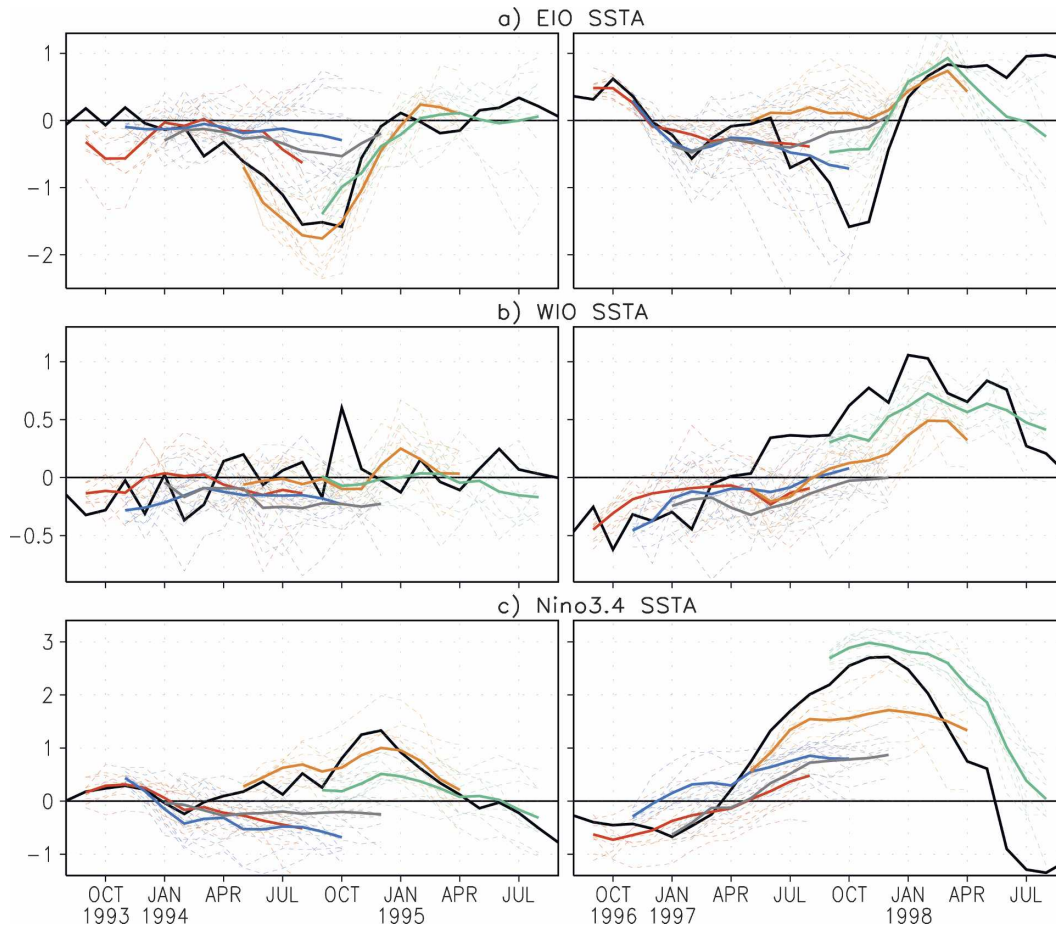 a) EIO SSTA
1
0
-1
-2
b) WIO SSTA
1
0.5
0
-0.5
c) Nino3.4 SSTA
3
2
1
0
-1
OCT JAN APR JUL OCT JAN APR JUL OCT JAN APR JUL OCT JAN APR JUL
1993 1994 1995 1996 1997 1998